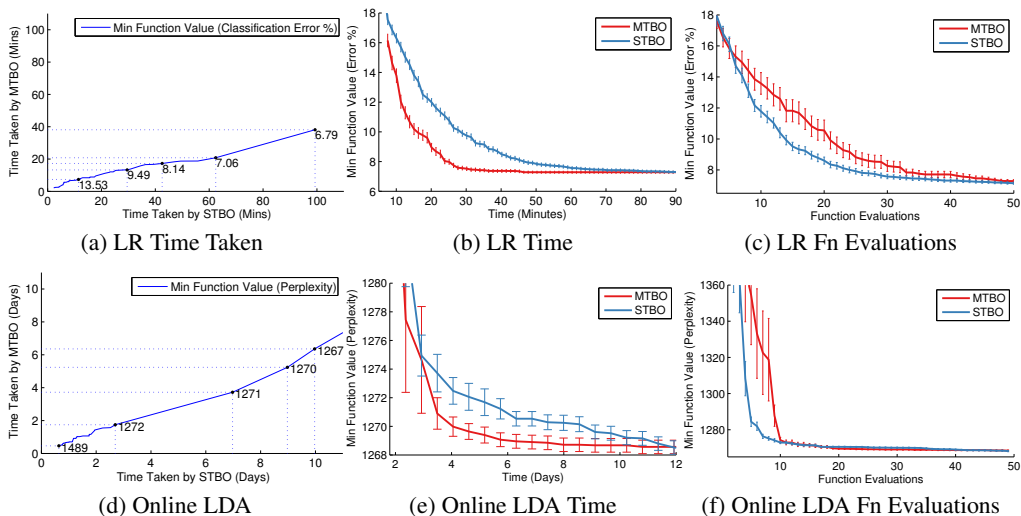 Min Function Value (Classification Error %)
Time Taken by MTBO (Mins)
100
80
60
40
20
0
13.53
9.49
8.14
7.06
6.79
0 20 40 60 80 100
Time Taken by STBO (Mins)
(a) LR Time Taken
MTBO
STBO
Min Function Value (Error %)
18
16
14
12
10
8
6
10 20 30 40 50 60 70 80 90
Time (Minutes)
(b) LR Time
MTBO
STBO
Min Function Value (Error %)
18
16
14
12
10
8
10 20 30 40 50
Function Evaluations
(c) LR Fn Evaluations
Min Function Value (Perplexity)
Time Taken by MTBO (Days)
10
8
6
4
2
0
1489
1272
1271
1270
1267
0 2 4 6 8 10
Time Taken by STBO (Days)
(d) Online LDA
MTBO
STBO
Min Function Value (Perplexity)
1280
1278
1276
1274
1272
1270
1268
2 4 6 8 10 12
Time (Days)
(e) Online LDA Time
MTBO
STBO
Min Function Value (Perplexity)
1360
1340
1320
1300
1280
10 20 30 40 50
Function Evaluations
(f) Online LDA Fn Evaluations